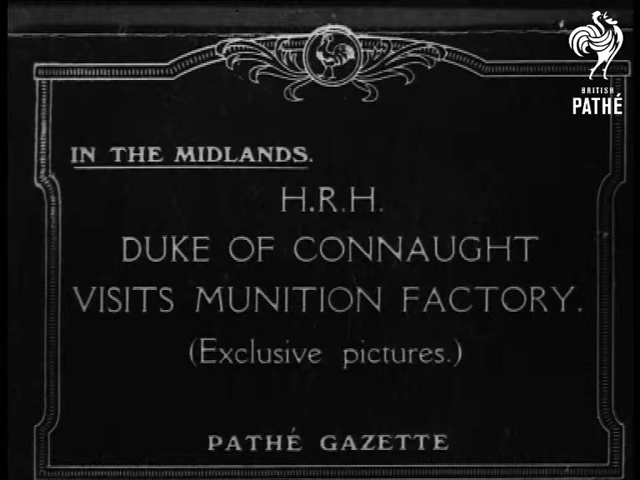 BRITISH
PATHÉ
IN THE MIDLANDS.
H.R.H.
DUKE OF CONNAUGHT
VISITS MUNITION FACTORY.
(Exclusive pictures.)
PATHÉ GAZETTE